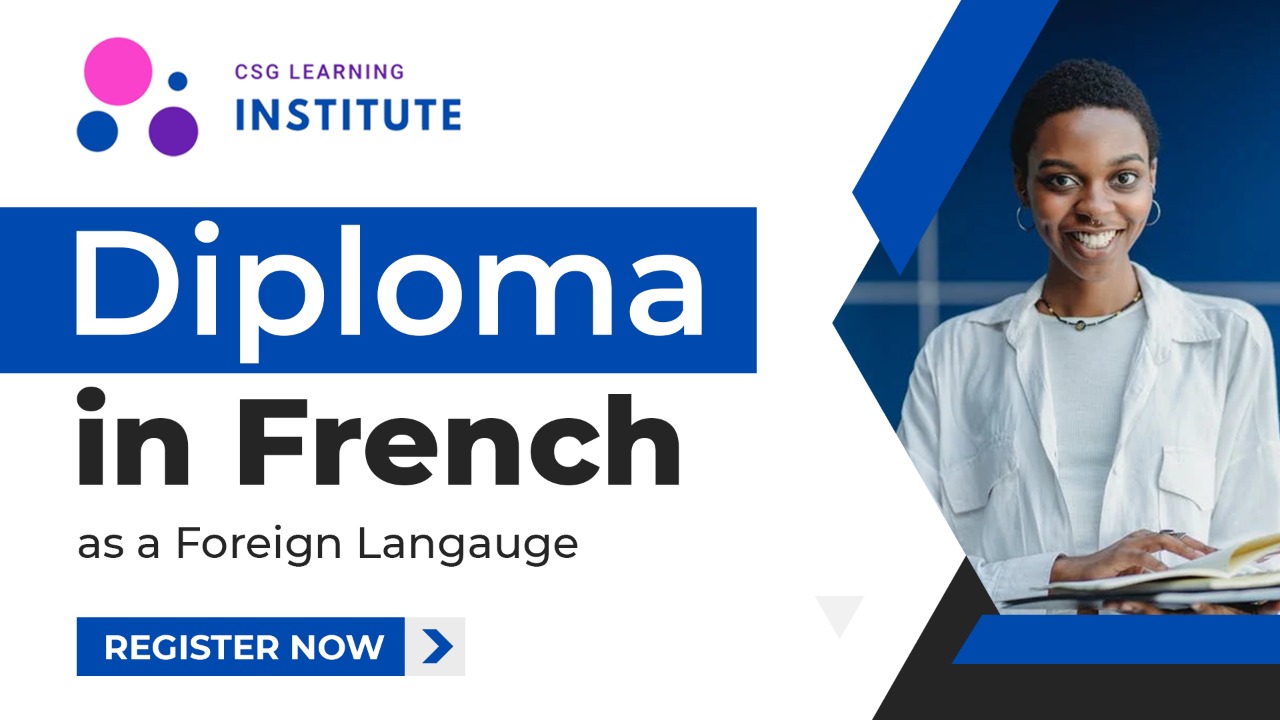 CSG LEARNING
INSTITUTE
Diploma
in French
as a Foreign Langauge
REGISTER NOW